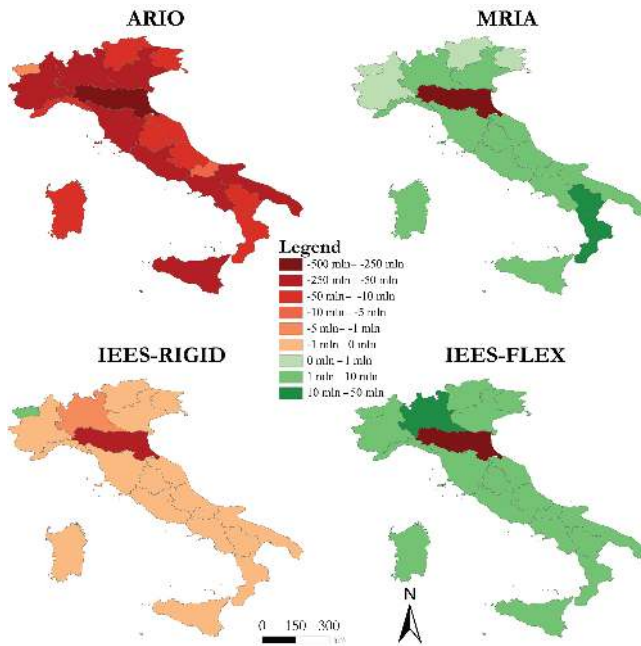 ARIO
MRIA
Legend
-500 mln– -250 mln
-250 mln– -50 mln
-50 mln– -10 mln
-10 mln– -5 mln
-5 mln– -1 mln
-1 mln– 0 mln
0 mln– 1 mln
1 mln– 10 mln
10 mln– 50 mln
IEES-RIGID
IEES-FLEX
N
0 150 300